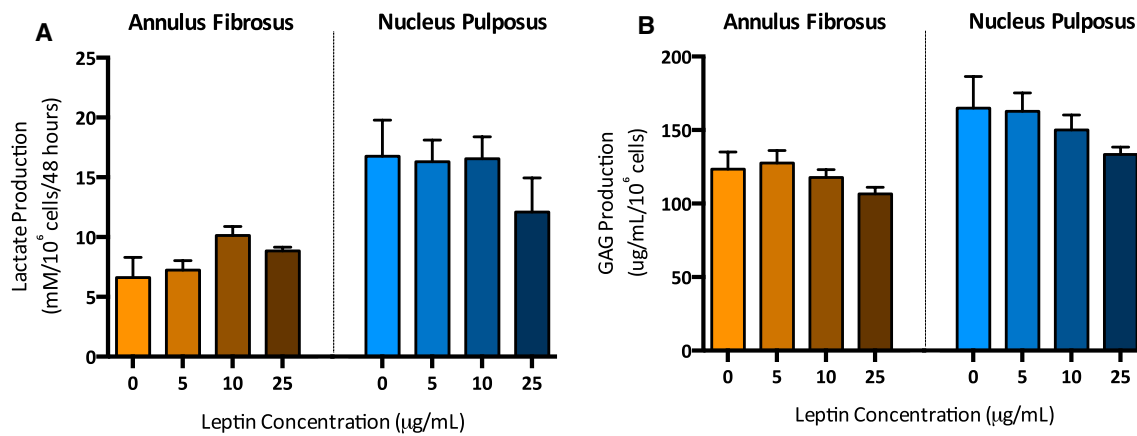 A
Annulus Fibrosus
Nucleus Pulposus
Lactate Production
(mM/10⁶ cells/48 hours)
25
20
15
10
5
0
0 5 10 25 0 5 10 25
Leptin Concentration (μg/mL)
B
Annulus Fibrosus
Nucleus Pulposus
GAG Production
(ug/mL/10⁶ cells)
200
150
100
50
0
0 5 10 25 0 5 10 25
Leptin Concentration (μg/mL)